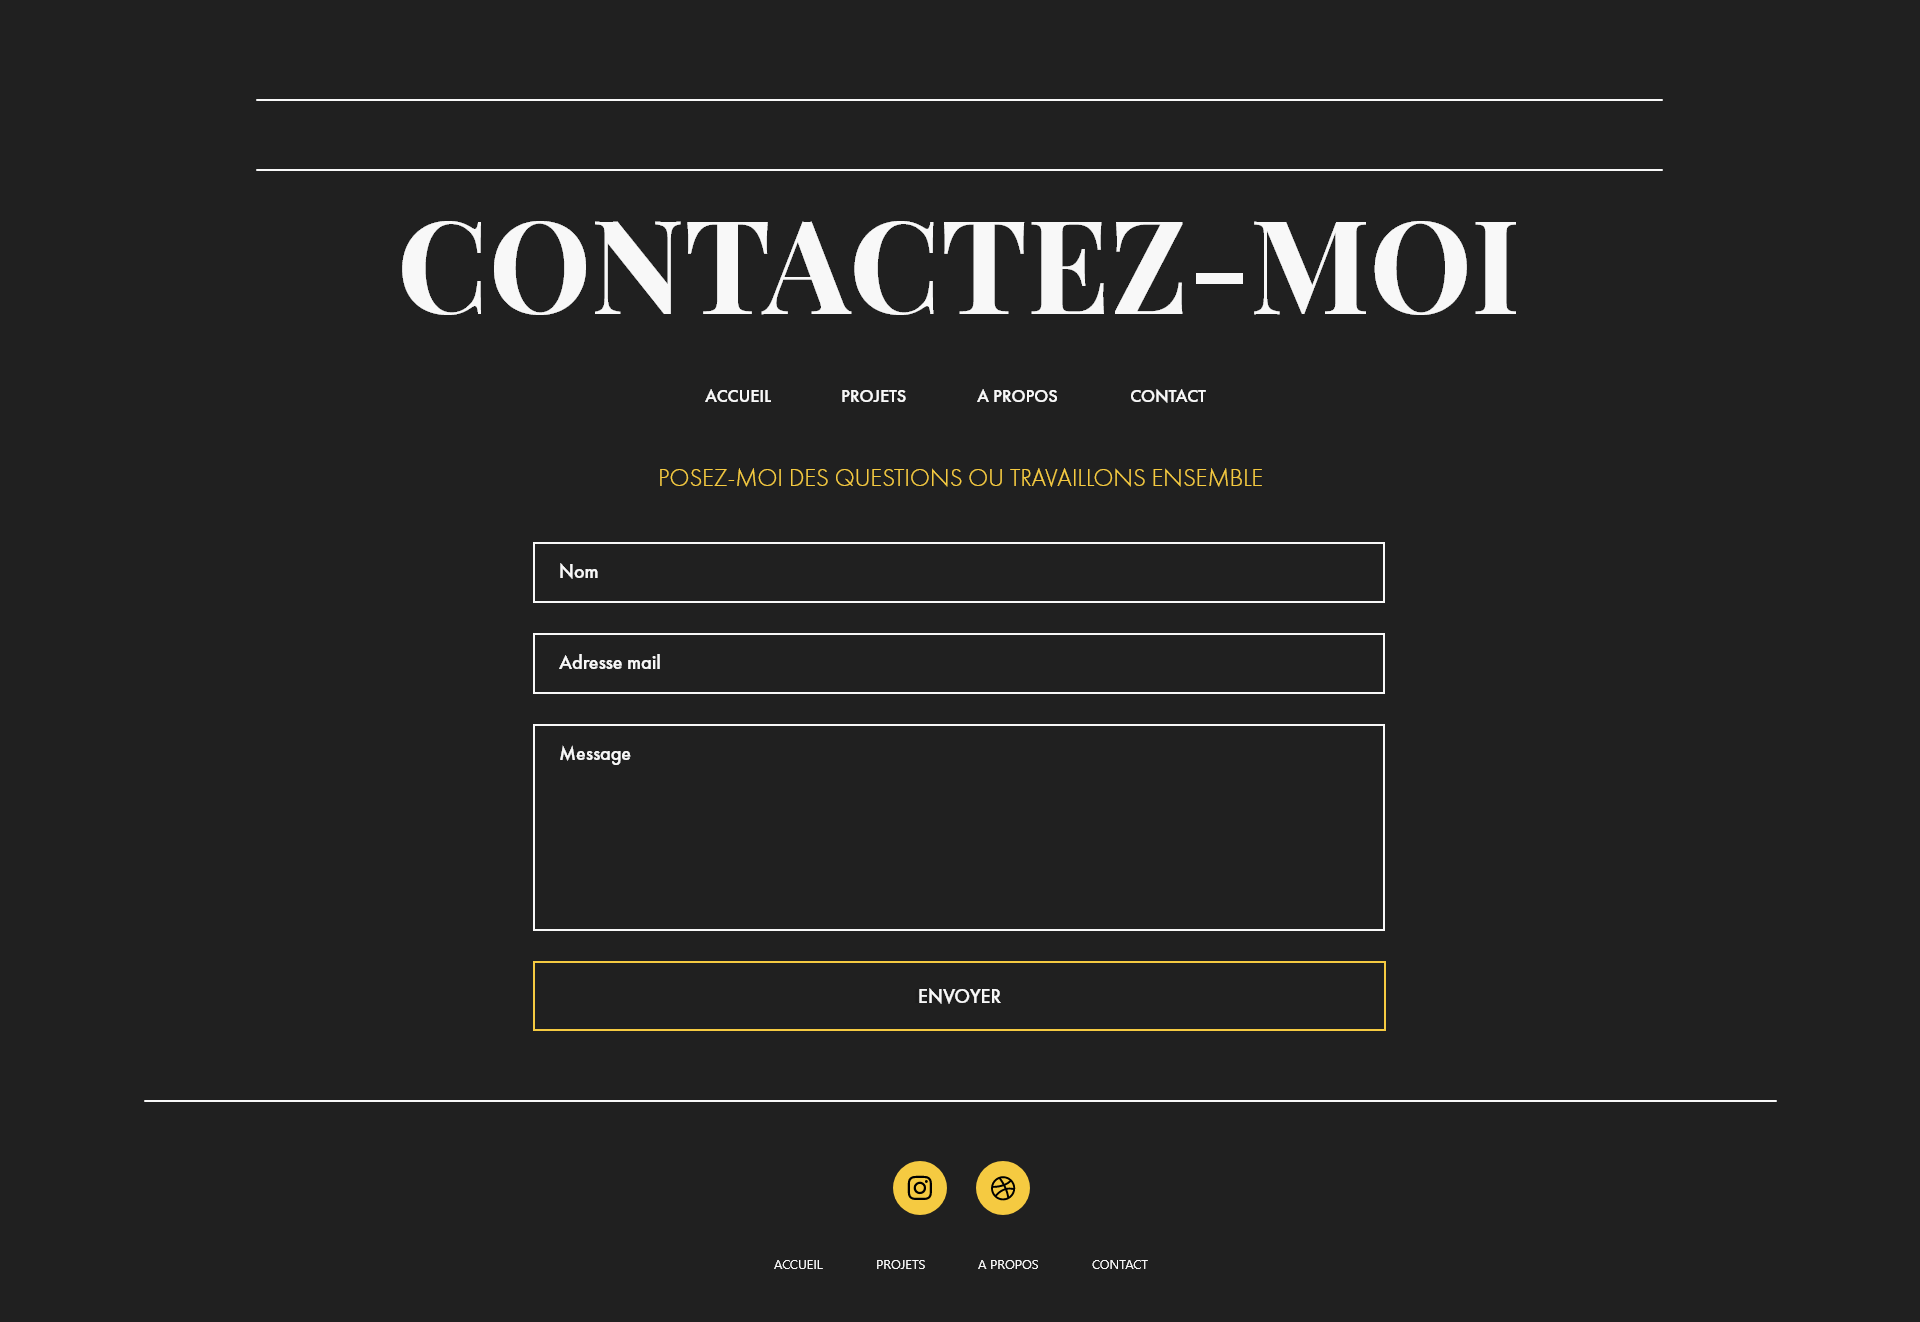 CONTACTEZ-MOI
ACCUEIL PROJETS A PROPOS CONTACT
POSEZ-MOI DES QUESTIONS OU TRAVAILLONS ENSEMBLE
Nom
Adresse mail
Message
ENVOYER
ACCUEIL PROJETS A PROPOS CONTACT